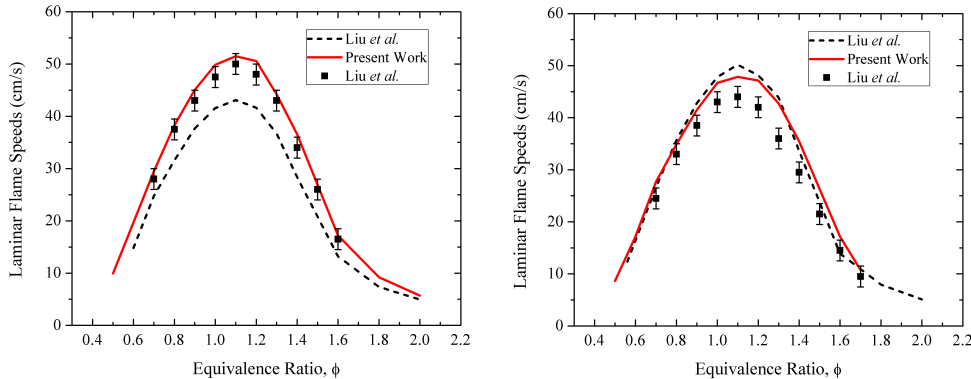 60
50
40
30
20
10
0
Laminar Flame Speeds (cm/s)
Liu et al.
Present Work
Liu et al.
0.4 0.6 0.8 1.0 1.2 1.4 1.6 1.8 2.0 2.2
Equivalence Ratio, ϕ
60
50
40
30
20
10
0
Laminar Flame Speeds (cm/s)
Liu et al.
Present Work
Liu et al.
0.4 0.6 0.8 1.0 1.2 1.4 1.6 1.8 2.0 2.2
Equivalence Ratio, ϕ